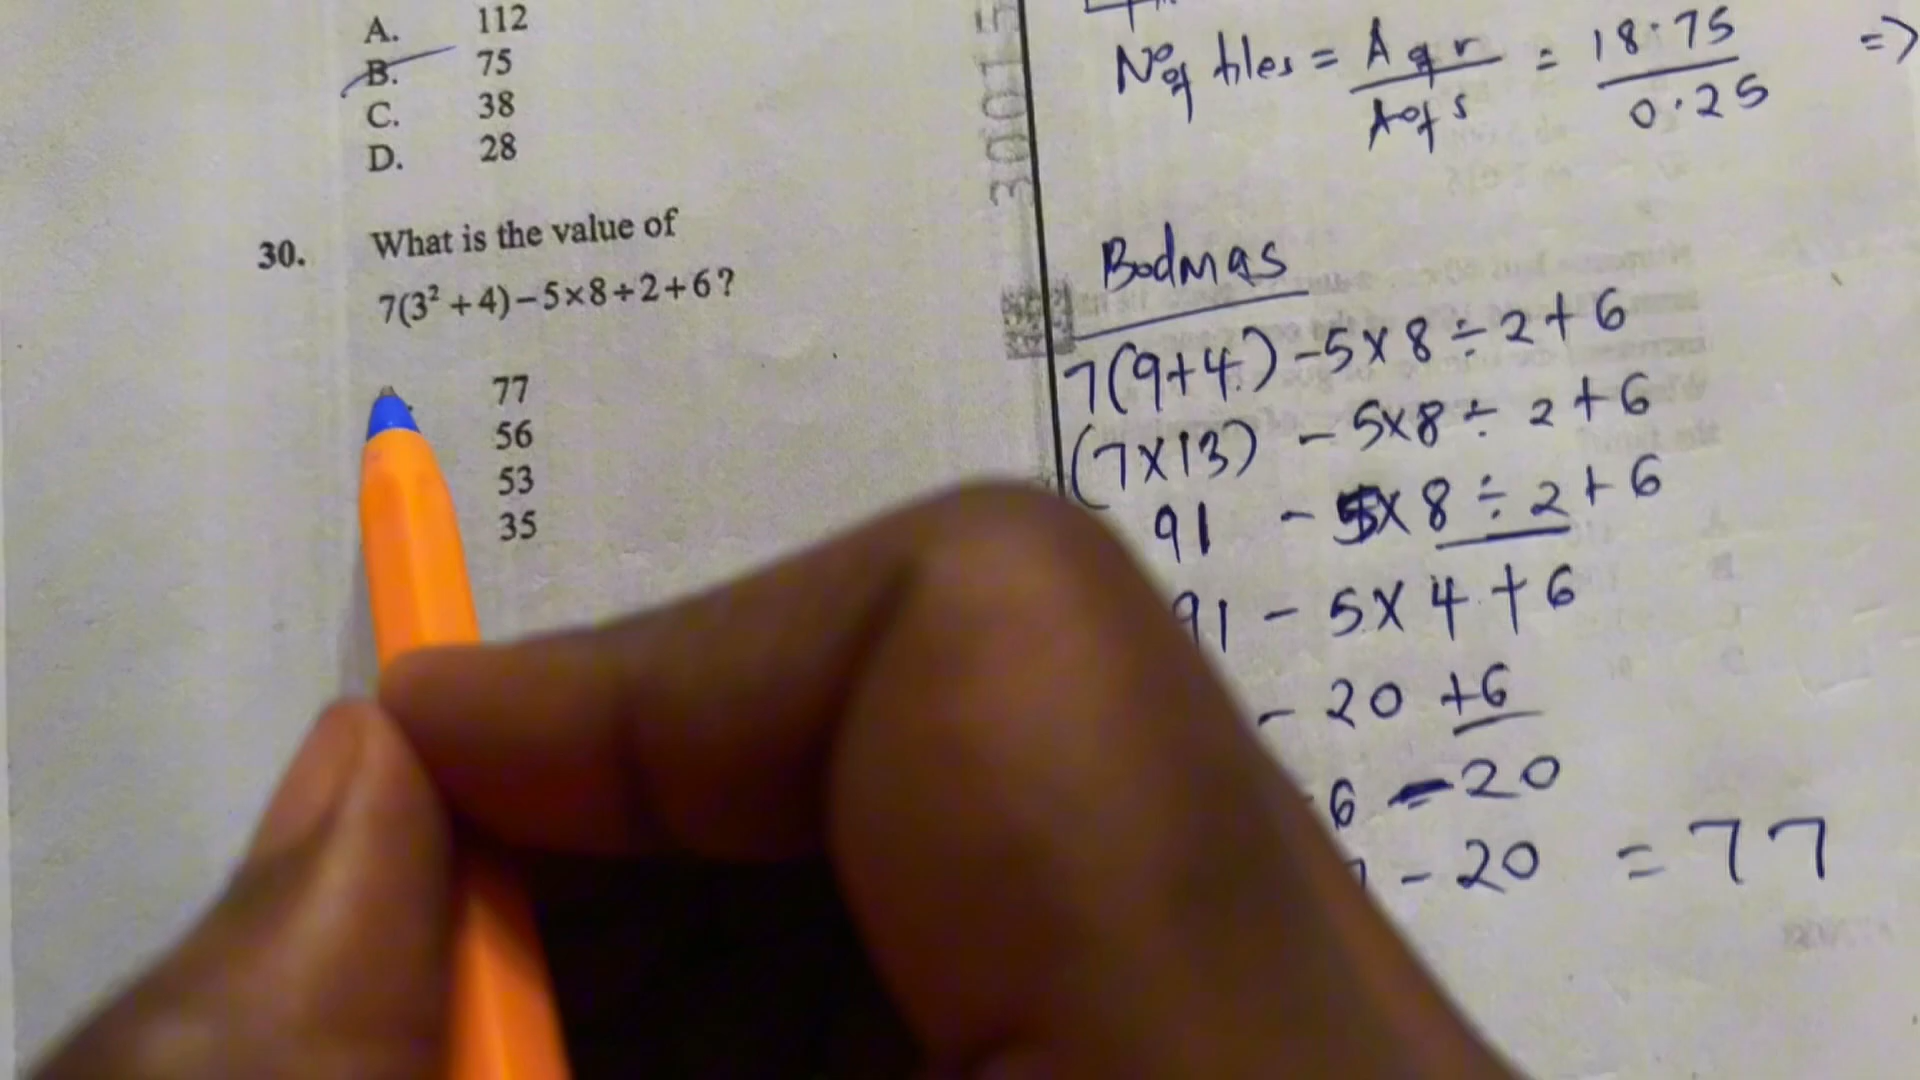 A. 112
B. 75
C. 38
D. 28
30. What is the value of
7(3² + 4) − 5×8÷2+6?
77
56
53
35
30015
Nº of tiles = A of r / A of s = 18.75 / 0.25 =>
Bodmas
7(9+4) − 5×8 ÷ 2 + 6
(7×13) − 5×8 ÷ 2 + 6
91 − 5× 8 ÷ 2 + 6
91 − 5 × 4 + 6
− 20 + 6
6 − 20
− 20 = 77